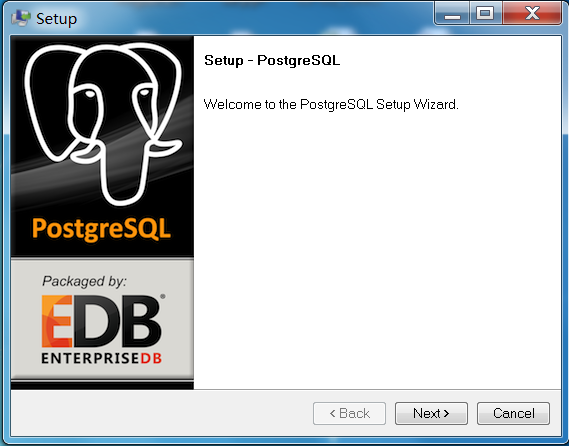 Setup
Setup - PostgreSQL
Welcome to the PostgreSQL Setup Wizard.
PostgreSQL
Packaged by:
EDB®
ENTERPRISEDB
< Back
Next >
Cancel